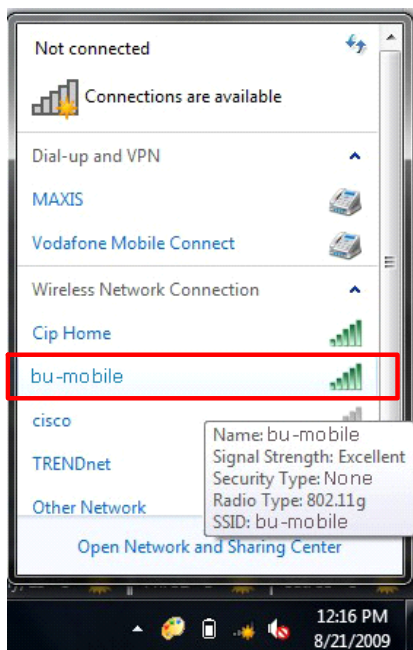 Not connected
Connections are available
Dial-up and VPN
MAXIS
Vodafone Mobile Connect
Wireless Network Connection
Cip Home
bu-mobile
cisco
TRENDnet
Other Network
Name: bu-mobile
Signal Strength: Excellent
Security Type: None
Radio Type: 802.11g
SSID: bu-mobile
Open Network and Sharing Center
12:16 PM
8/21/2009